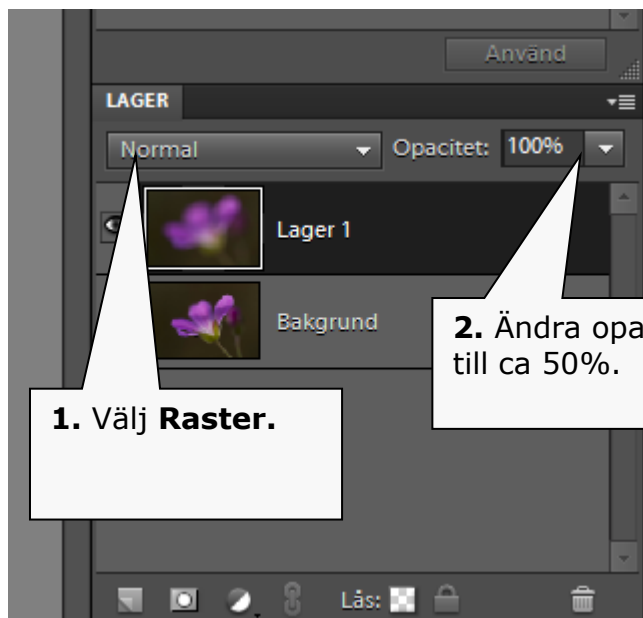 Använd
LAGER
Normal Opacitet: 100%
Lager 1
Bakgrund
2. Ändra opa
till ca 50%.
1. Välj Raster.
Lås: